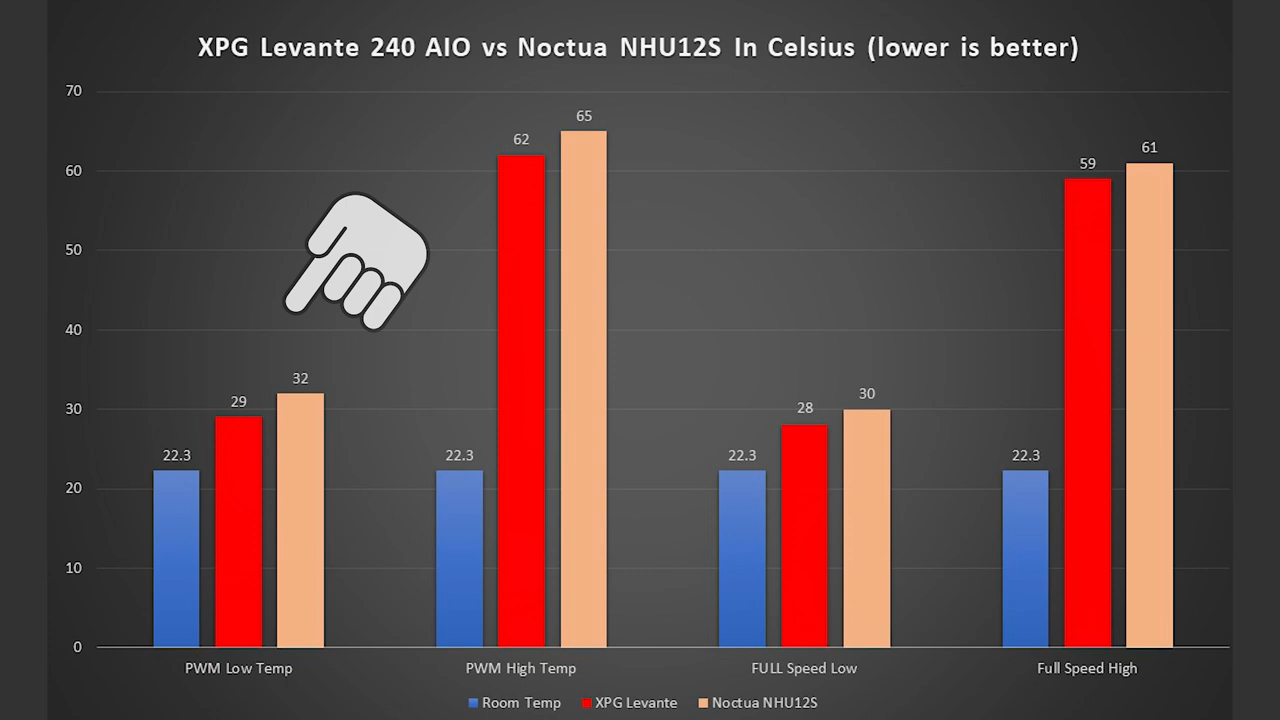 XPG Levante 240 AIO vs Noctua NHU12S In Celsius (lower is better)
70
60
50
40
30
20
10
0
22.3
29
32
22.3
62
65
22.3
28
30
22.3
59
61
PWM Low Temp
PWM High Temp
FULL Speed Low
Full Speed High
Room Temp
XPG Levante
Noctua NHU12S